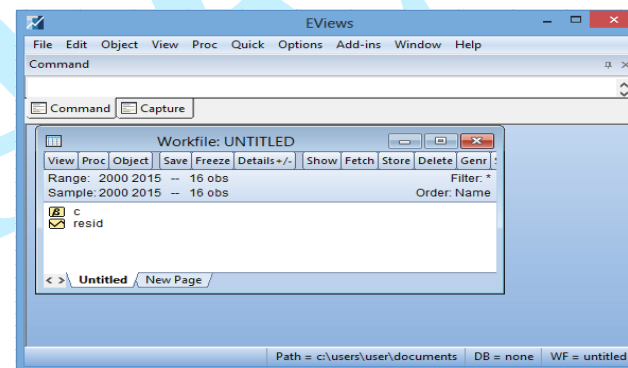 EViews
File Edit Object View Proc Quick Options Add-ins Window Help
Command
Command Capture
Workfile: UNTITLED
View Proc Object Save Freeze Details+/- Show Fetch Store Delete Genr
Range: 2000 2015 -- 16 obs Filter: *
Sample: 2000 2015 -- 16 obs Order: Name
c
resid
< > Untitled New Page
Path = c:\users\user\documents DB = none WF = untitled